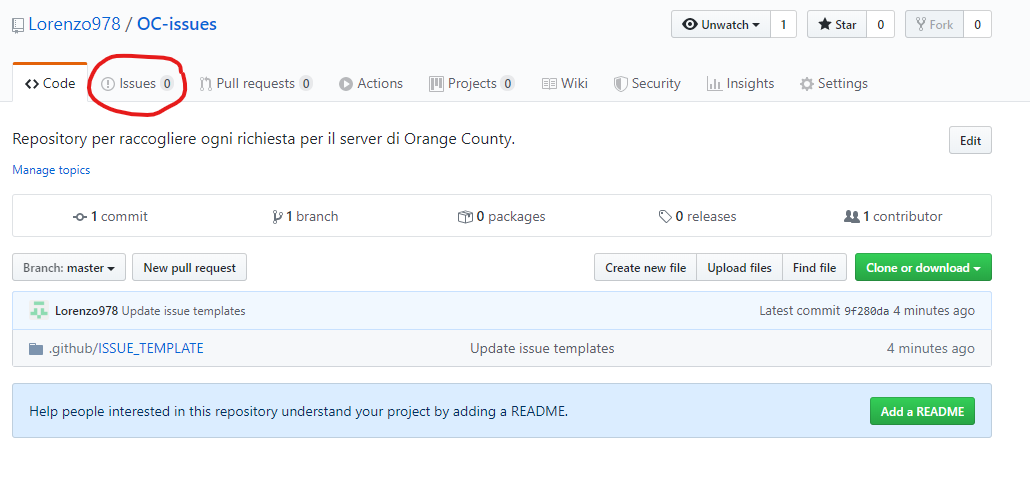 Lorenzo978 / OC-issues Unwatch 1 Star 0 Fork 0
Code Issues 0 Pull requests 0 Actions Projects 0 Wiki Security Insights Settings
Repository per raccogliere ogni richiesta per il server di Orange County. Edit
Manage topics
1 commit 1 branch 0 packages 0 releases 1 contributor
Branch: master New pull request Create new file Upload files Find file Clone or download
Lorenzo978 Update issue templates Latest commit 9f280da 4 minutes ago
.github/ISSUE_TEMPLATE Update issue templates 4 minutes ago
Help people interested in this repository understand your project by adding a README. Add a README